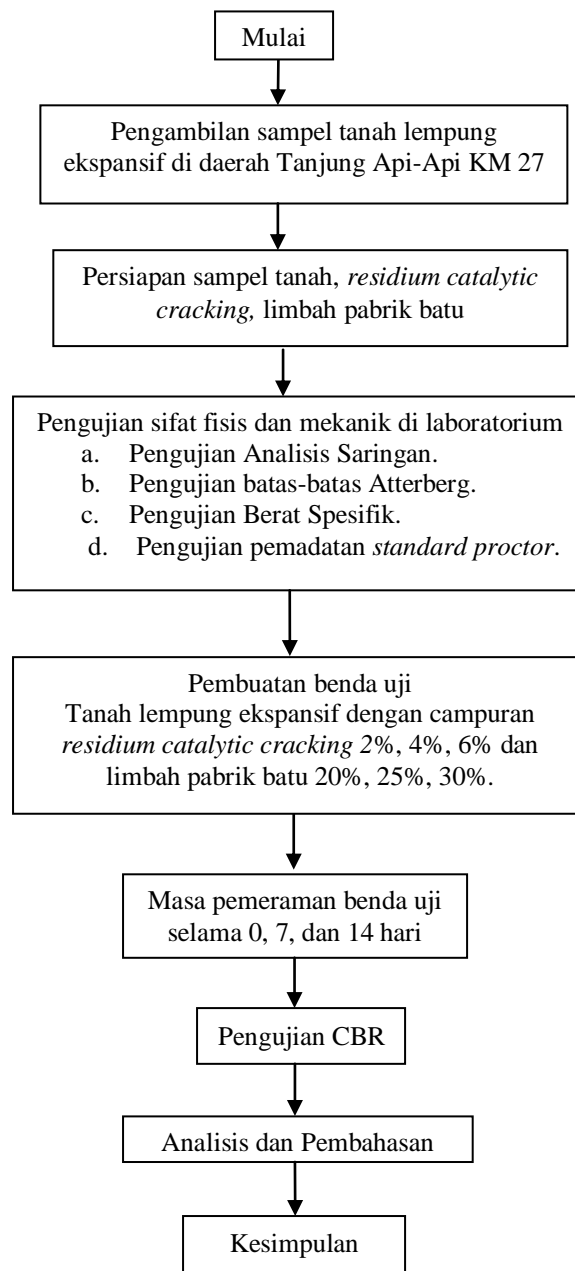 Mulai
Pengambilan sampel tanah lempung
ekspansif di daerah Tanjung Api-Api KM 27
Persiapan sampel tanah, residium catalytic
cracking, limbah pabrik batu
Pengujian sifat fisis dan mekanik di laboratorium
a. Pengujian Analisis Saringan.
b. Pengujian batas-batas Atterberg.
c. Pengujian Berat Spesifik.
d. Pengujian pemadatan standard proctor.
Pembuatan benda uji
Tanah lempung ekspansif dengan campuran
residium catalytic cracking 2%, 4%, 6% dan
limbah pabrik batu 20%, 25%, 30%.
Masa pemeraman benda uji
selama 0, 7, dan 14 hari
Pengujian CBR
Analisis dan Pembahasan
Kesimpulan